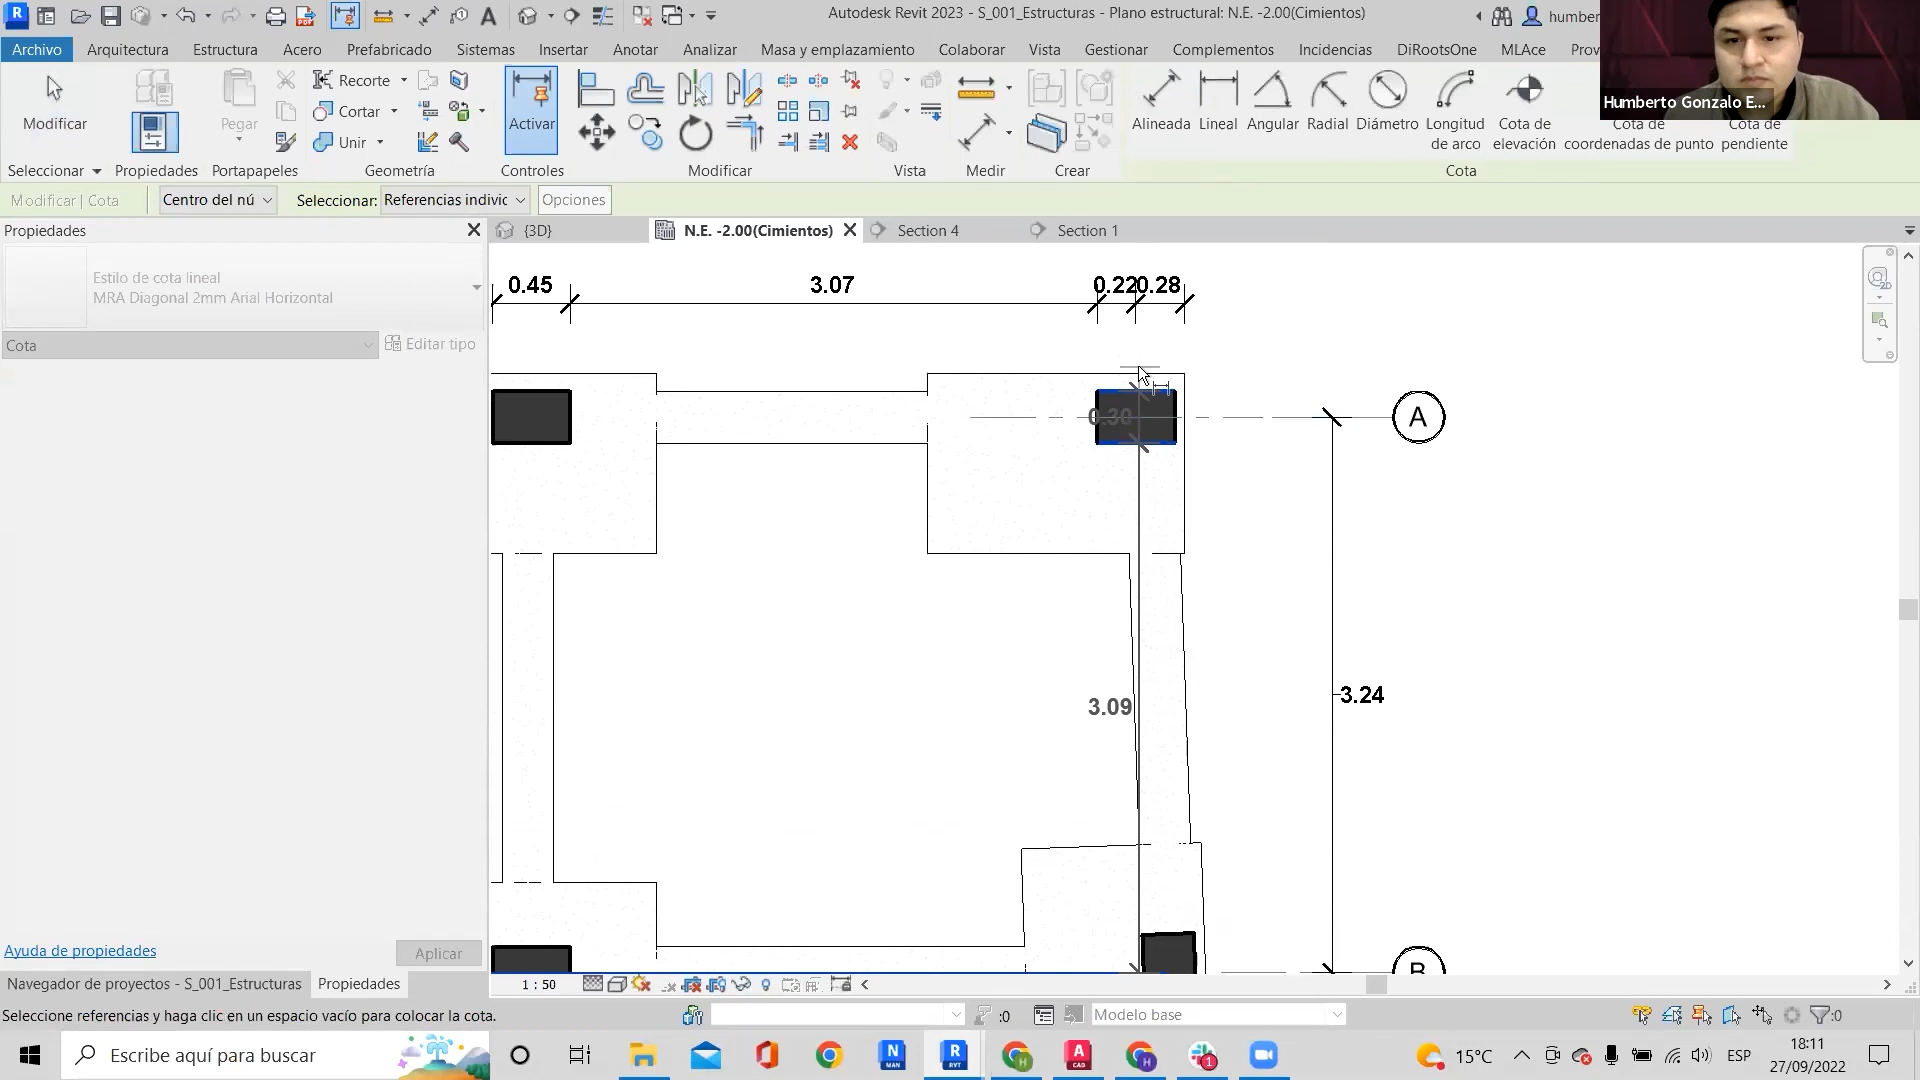 Autodesk Revit 2023 - S_001_Estructuras - Plano estructural: N.E. -2.00(Cimientos)
humber
Archivo Arquitectura Estructura Acero Prefabricado Sistemas Insertar Anotar Analizar Masa y emplazamiento Colaborar Vista Gestionar Complementos Incidencias DiRootsOne MLAce Prov
Modificar
Pegar
Recorte
Cortar
Unir
Activar
Alineada Lineal Angular Radial Diámetro Longitud de arco Cota de elevación Cota de coordenadas de punto Cota de pendiente
Humberto Gonzalo E...
Seleccionar Propiedades Portapapeles Geometría Controles Modificar Vista Medir Crear Cota
Modificar | Cota
Centro del nú
Seleccionar:
Referencias individ
Opciones
Propiedades
{3D}
N.E. -2.00(Cimientos)
Section 4
Section 1
Estilo de cota lineal
MRA Diagonal 2mm Arial Horizontal
Cota
Editar tipo
0.45
3.07
0.22
0.28
0.30
A
3.24
3.09
B
2D
Ayuda de propiedades
Aplicar
Navegador de proyectos - S_001_Estructuras
Propiedades
1 : 50
Seleccione referencias y haga clic en un espacio vacío para colocar la cota.
:0
Modelo base
:0
Escribe aquí para buscar
15°C
ESP
18:11
27/09/2022